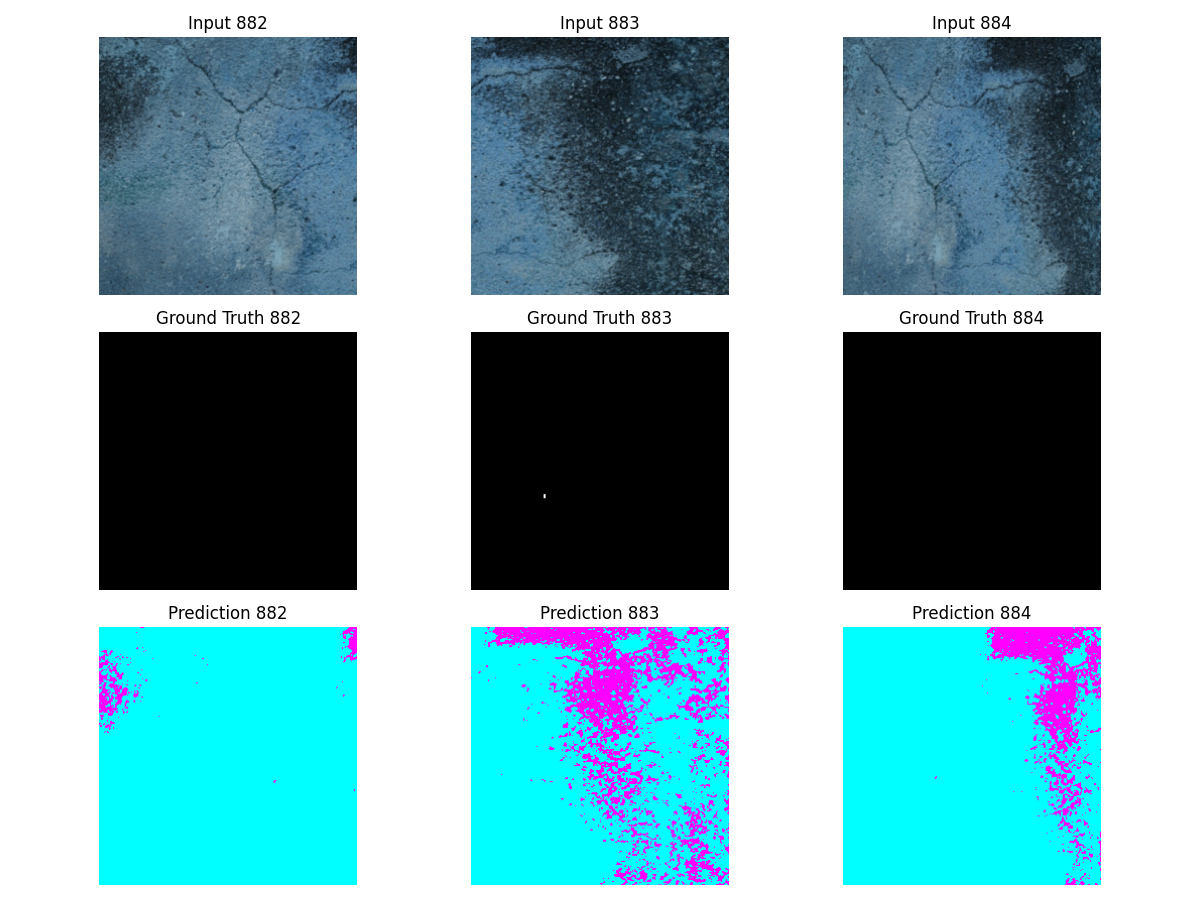 Input 882
Input 883
Input 884
Ground Truth 882
Ground Truth 883
Ground Truth 884
Prediction 882
Prediction 883
Prediction 884